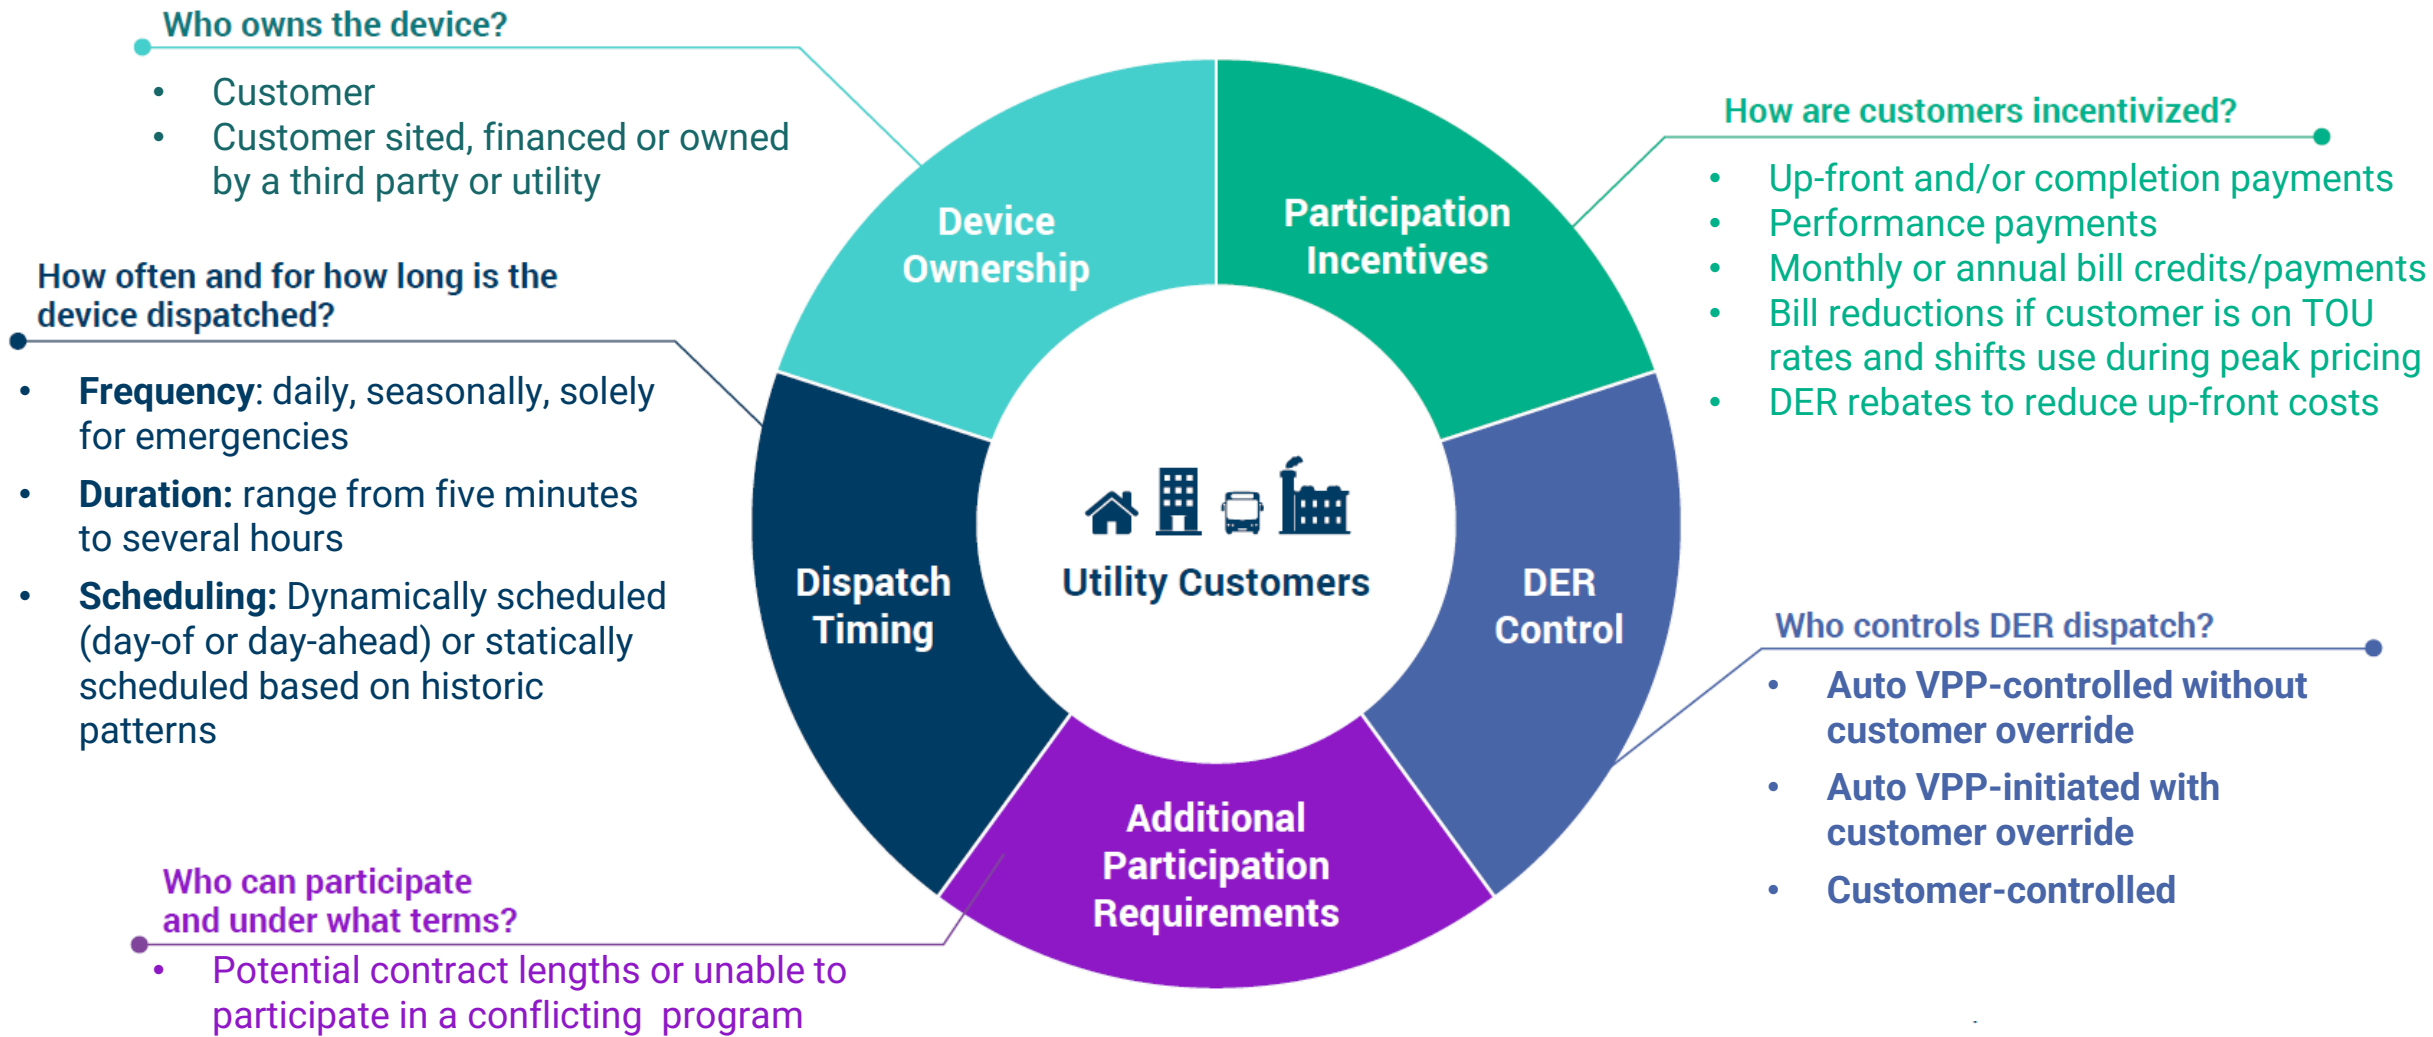 Who owns the device?
• Customer
• Customer sited, financed or owned
by a third party or utility
How often and for how long is the
device dispatched?
• Frequency: daily, seasonally, solely
for emergencies
• Duration: range from five minutes
to several hours
• Scheduling: Dynamically scheduled
(day-of or day-ahead) or statically
scheduled based on historic
patterns
Who can participate
and under what terms?
• Potential contract lengths or unable to
participate in a conflicting program
Device
Ownership
Participation
Incentives
Dispatch
Timing
Utility Customers
DER
Control
Additional
Participation
Requirements
How are customers incentivized?
• Up-front and/or completion payments
• Performance payments
• Monthly or annual bill credits/payments
• Bill reductions if customer is on TOU
rates and shifts use during peak pricing
• DER rebates to reduce up-front costs
Who controls DER dispatch?
• Auto VPP-controlled without
customer override
• Auto VPP-initiated with
customer override
• Customer-controlled